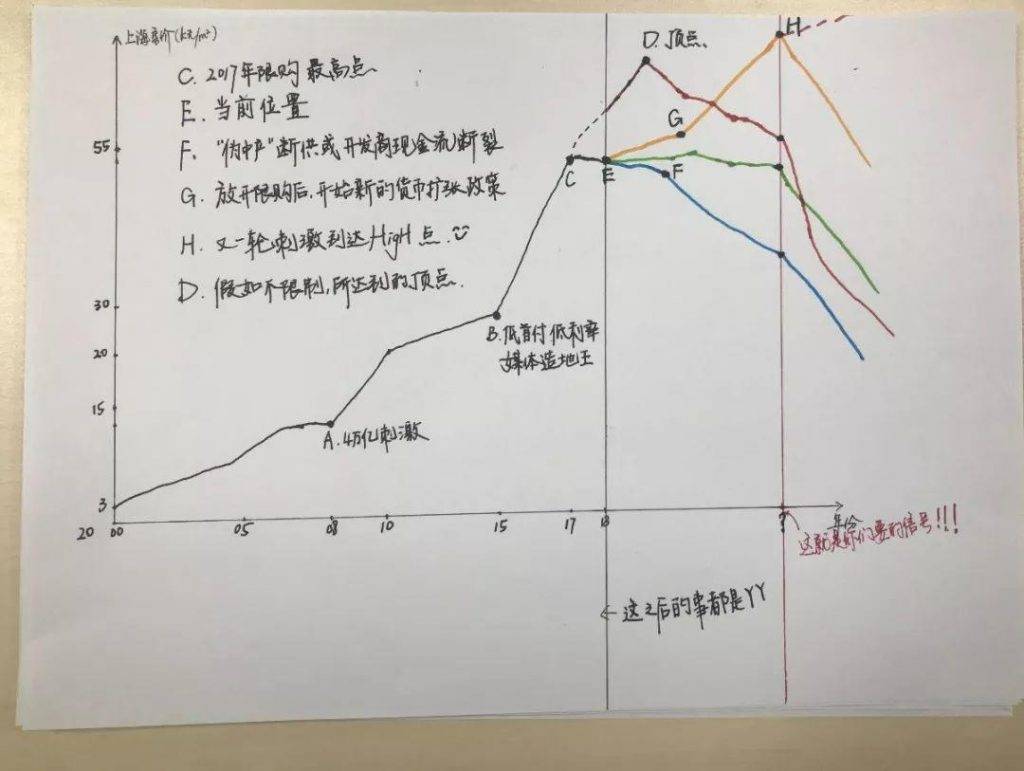 上海房价(k元/m²)
C. 2017年限购最高点
E. 当前位置
F. "伪中产"断供或开发商现金流断裂
G. 放开限购后,开始新的货币扩张政策
H. 又一轮刺激到达High点.
D. 假如不限制,所达到的顶点.
D. 顶点.
H
G
55
C
E
F
30
B. 低首付低利率
媒体造地王
20
15
A. 4万亿刺激
3
20 00 05 08 10 15 17 18 ?
年份
这就是你们要的信号!!!
← 这之后的事都是YY